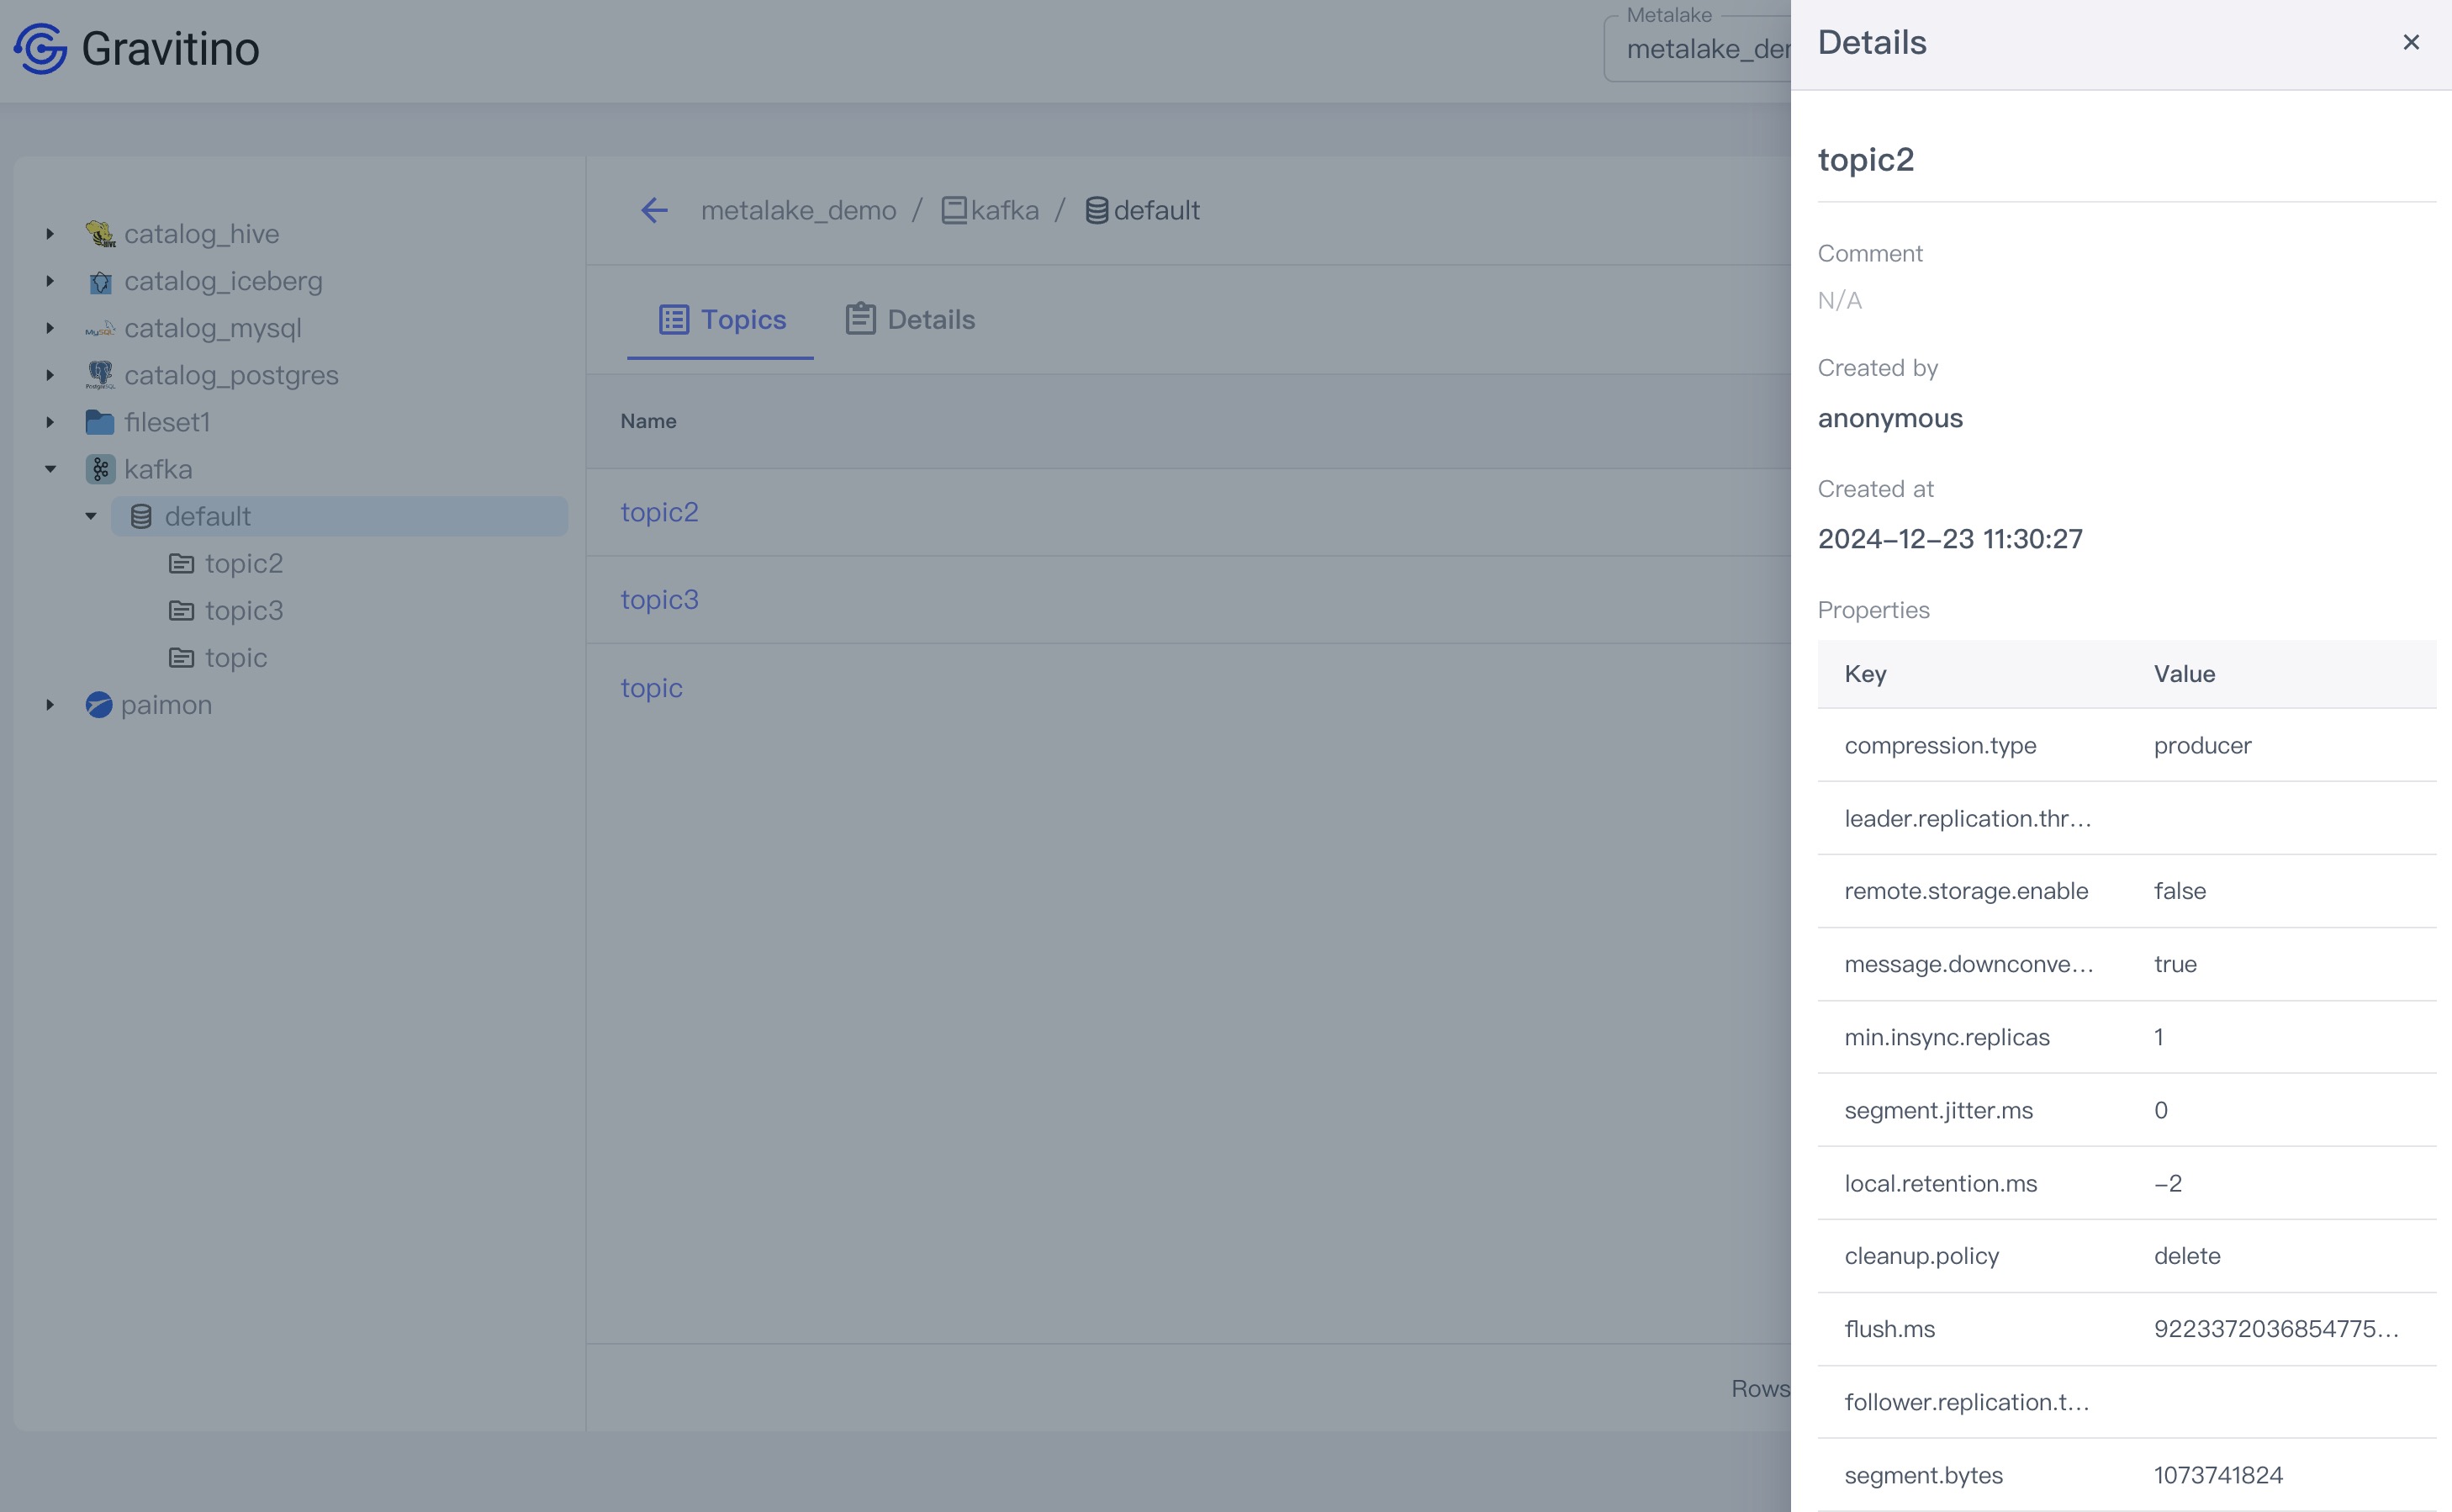 Gravitino
Metalake
metalake_der
catalog_hive
catalog_iceberg
catalog_mysql
catalog_postgres
fileset1
kafka
default
topic2
topic3
topic
paimon
metalake_demo / kafka / default
Topics Details
Name
topic2
topic3
topic
Rows
Details
topic2
Comment
N/A
Created by
anonymous
Created at
2024-12-23 11:30:27
Properties
Key Value
compression.type producer
leader.replication.thr...
remote.storage.enable false
message.downconve... true
min.insync.replicas 1
segment.jitter.ms 0
local.retention.ms -2
cleanup.policy delete
flush.ms 9223372036854775...
follower.replication.t...
segment.bytes 1073741824